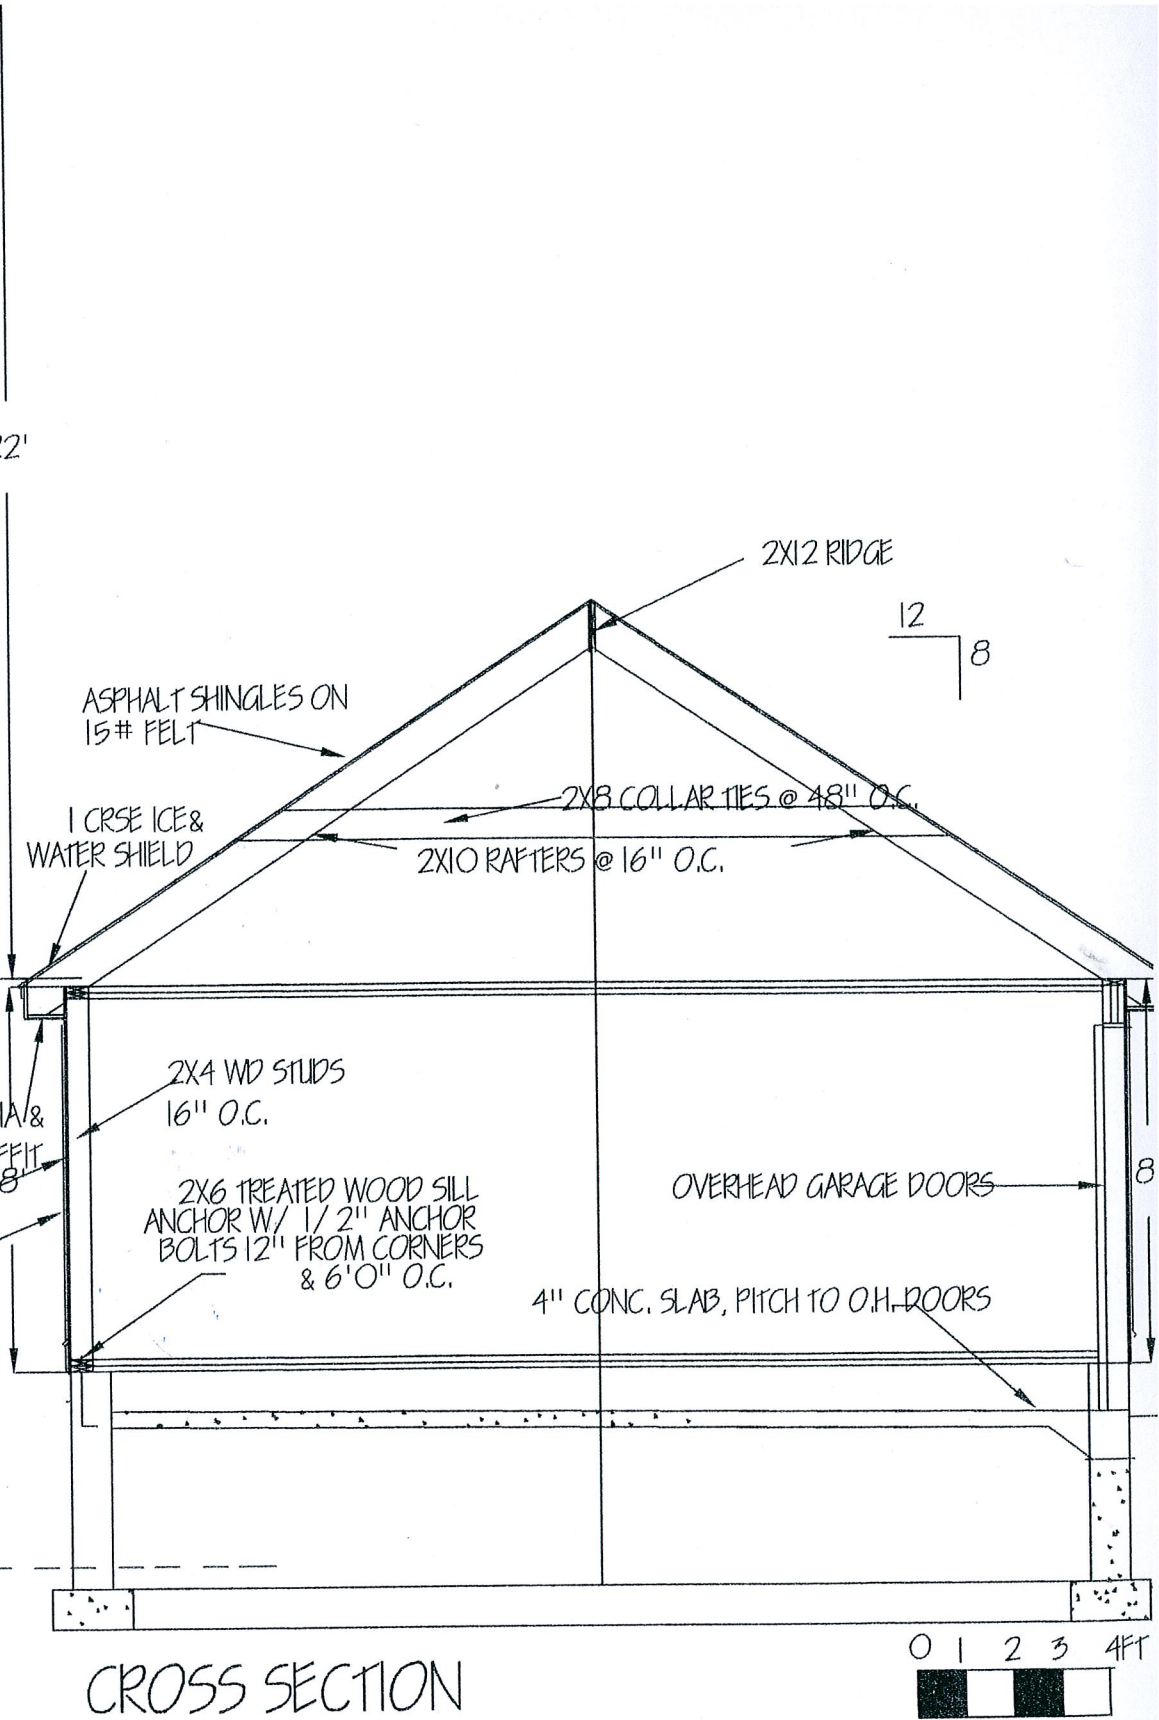 22'
2X12 RIDGE
12
8
ASPHALT SHINGLES ON
15# FELT
2X8 COLLAR TIES @ 48" O.C.
1 CRSE ICE&
WATER SHIELD
2X10 RAFTERS @ 16" O.C.
2X4 WD STUDS
16" O.C.
&
8'
8
2X6 TREATED WOOD SILL
ANCHOR W/ 1/2" ANCHOR
BOLTS 12" FROM CORNERS
& 6'0" O.C.
OVERHEAD GARAGE DOORS
4" CONC. SLAB, PITCH TO O.H. DOORS
0 1 2 3 4FT
CROSS SECTION